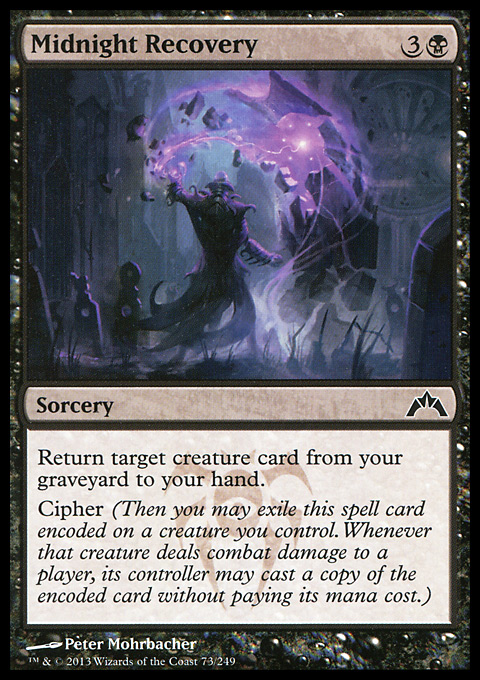 Midnight Recovery 3
Sorcery
Return target creature card from your
graveyard to your hand.
Cipher (Then you may exile this spell card
encoded on a creature you control. Whenever
that creature deals combat damage to a
player, its controller may cast a copy of the
encoded card without paying its mana cost.)
Peter Mohrbacher
™ & © 2013 Wizards of the Coast 73/249